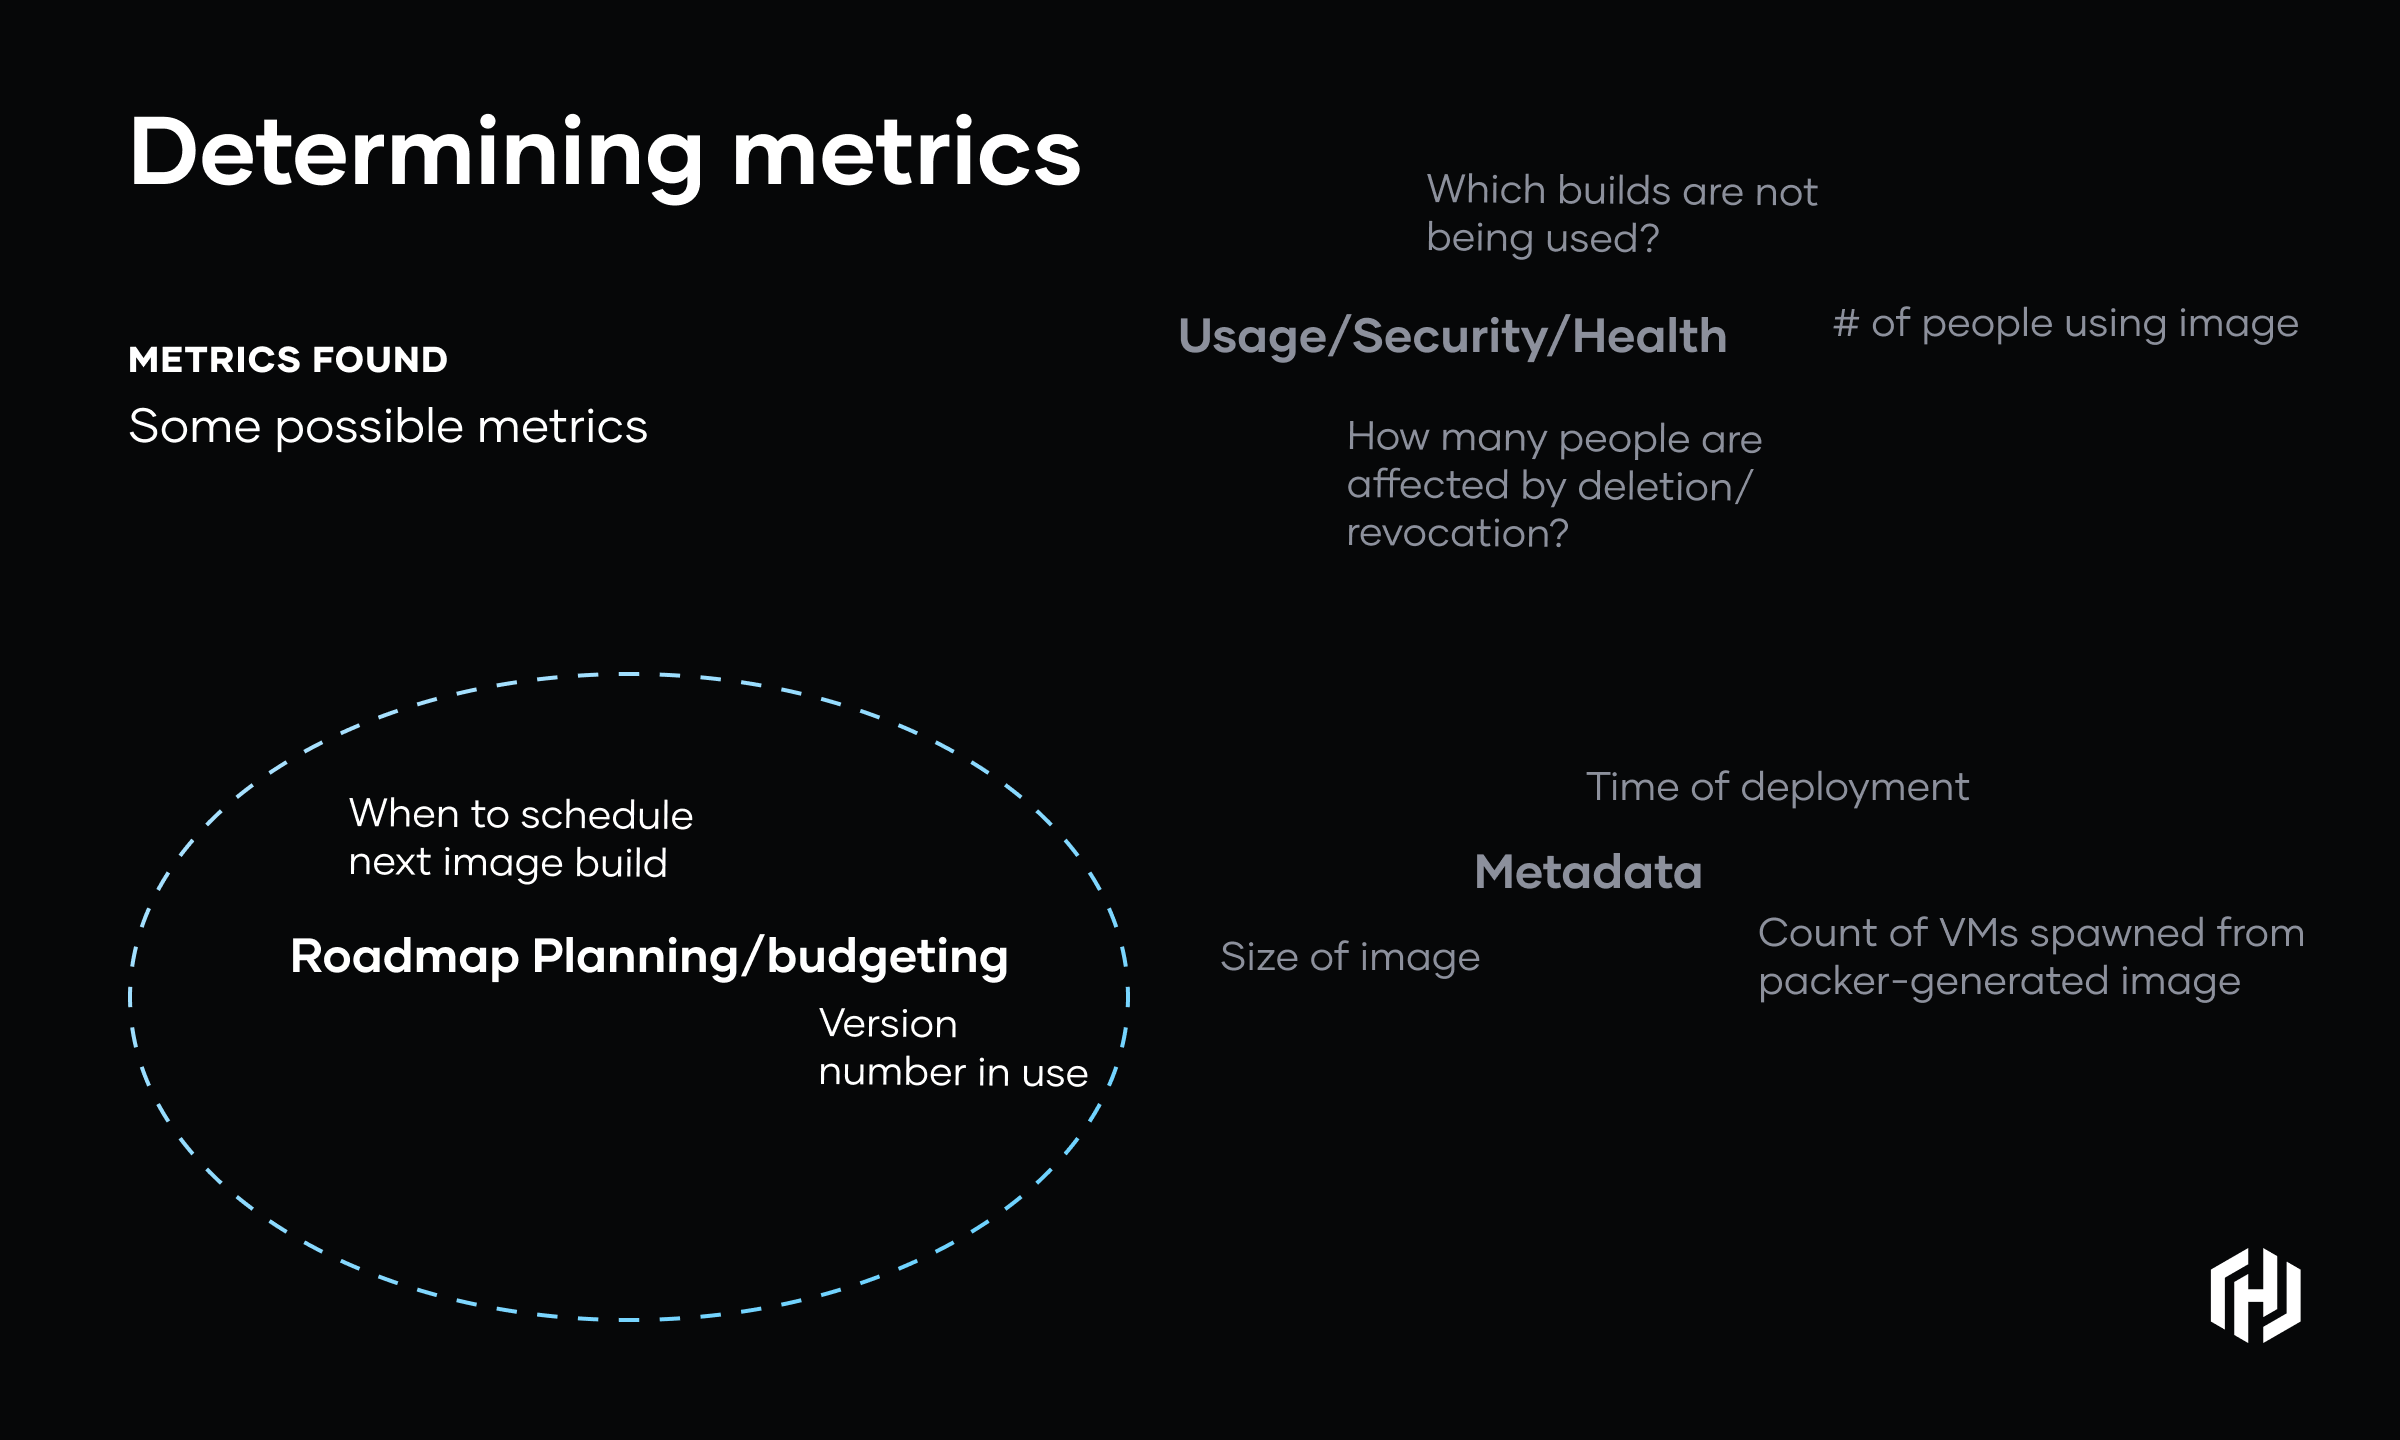 Determining metrics
METRICS FOUND
Some possible metrics
Which builds are not
being used?
Usage/Security/Health
# of people using image
How many people are
affected by deletion/
revocation?
When to schedule
next image build
Roadmap Planning/budgeting
Version
number in use
Time of deployment
Metadata
Size of image
Count of VMs spawned from
packer-generated image